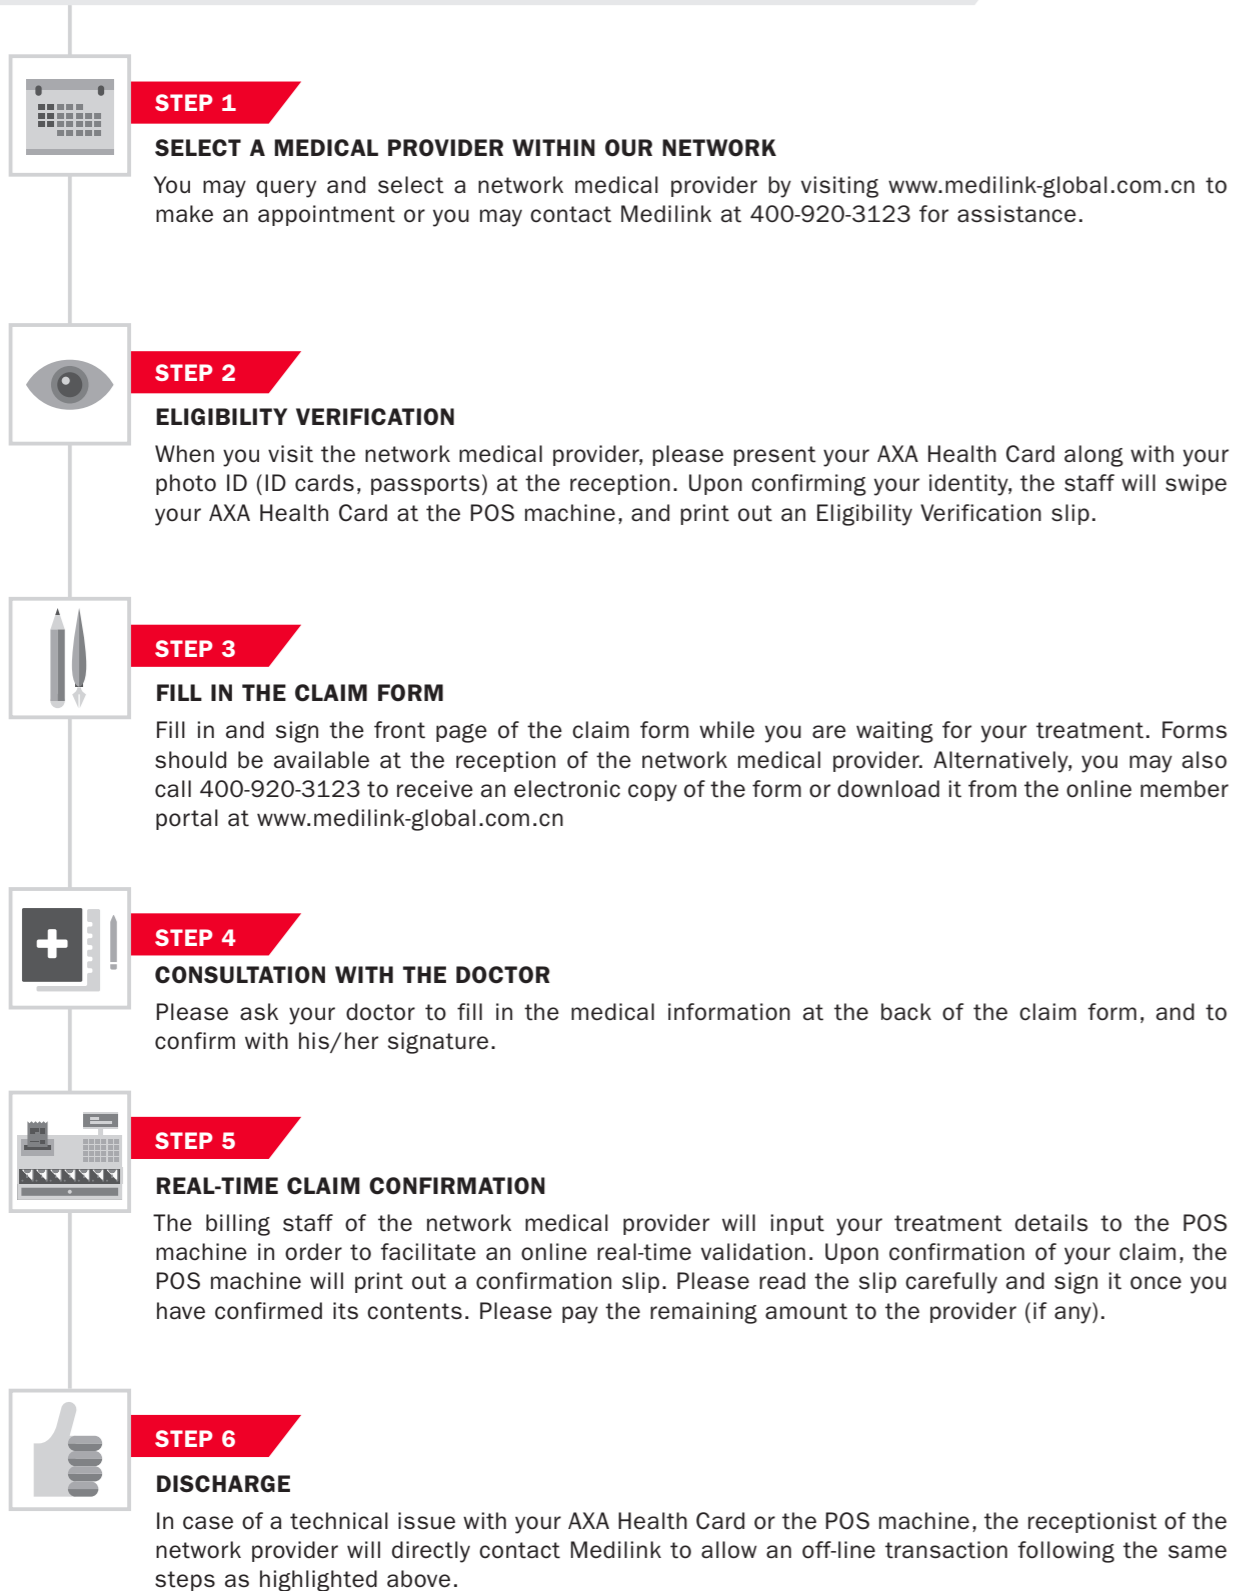 STEP 1
SELECT A MEDICAL PROVIDER WITHIN OUR NETWORK
You may query and select a network medical provider by visiting www.medilink-global.com.cn to
make an appointment or you may contact Medilink at 400-920-3123 for assistance.
STEP 2
ELIGIBILITY VERIFICATION
When you visit the network medical provider, please present your AXA Health Card along with your
photo ID (ID cards, passports) at the reception. Upon confirming your identity, the staff will swipe
your AXA Health Card at the POS machine, and print out an Eligibility Verification slip.
STEP 3
FILL IN THE CLAIM FORM
Fill in and sign the front page of the claim form while you are waiting for your treatment. Forms
should be available at the reception of the network medical provider. Alternatively, you may also
call 400-920-3123 to receive an electronic copy of the form or download it from the online member
portal at www.medilink-global.com.cn
STEP 4
CONSULTATION WITH THE DOCTOR
Please ask your doctor to fill in the medical information at the back of the claim form, and to
confirm with his/her signature.
STEP 5
REAL-TIME CLAIM CONFIRMATION
The billing staff of the network medical provider will input your treatment details to the POS
machine in order to facilitate an online real-time validation. Upon confirmation of your claim, the
POS machine will print out a confirmation slip. Please read the slip carefully and sign it once you
have confirmed its contents. Please pay the remaining amount to the provider (if any).
STEP 6
DISCHARGE
In case of a technical issue with your AXA Health Card or the POS machine, the receptionist of the
network provider will directly contact Medilink to allow an off-line transaction following the same
steps as highlighted above.